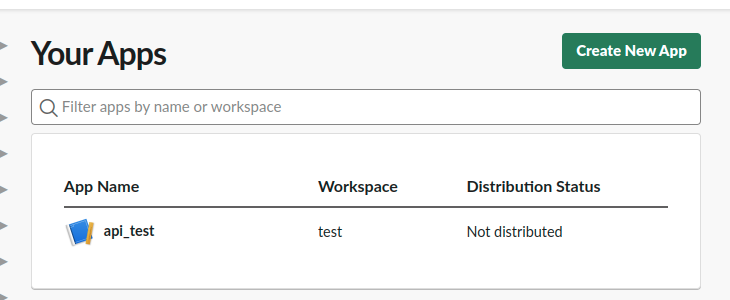 Your Apps
Create New App
Filter apps by name or workspace
App Name Workspace Distribution Status
api_test test Not distributed